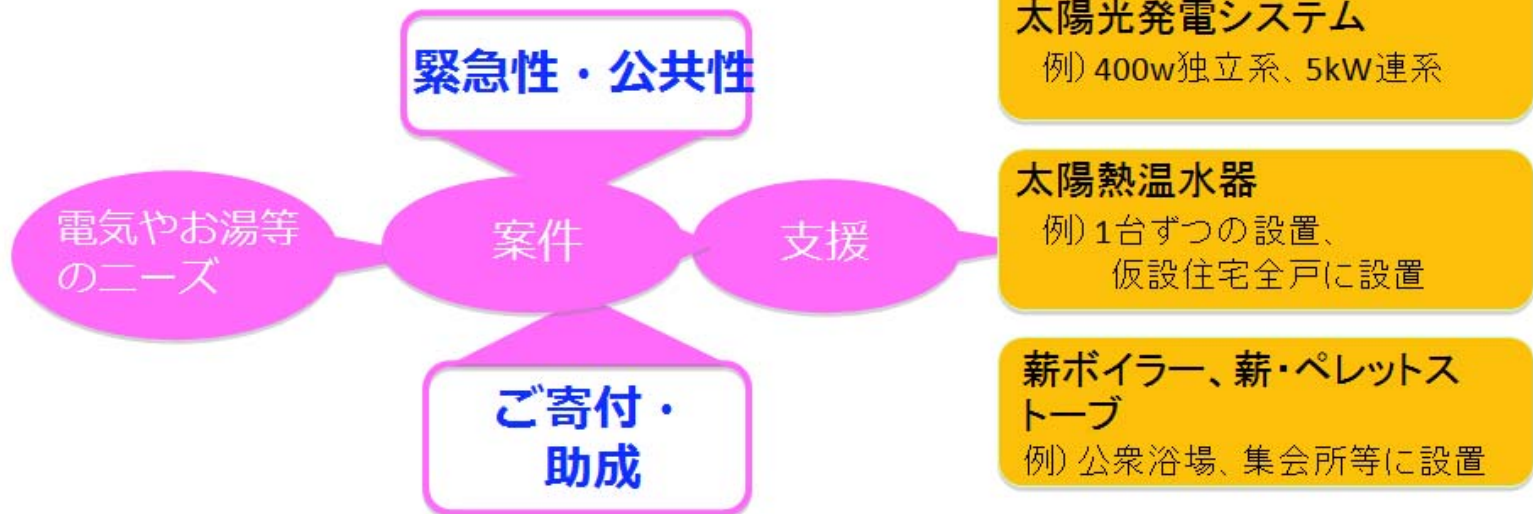 緊急性・公共性
電気やお湯等
のニーズ
案件
支援
ご寄付・
助成
太陽光発電システム
例）400w独立系、5kW連系
太陽熱温水器
例）1台ずつの設置、
仮設住宅全戸に設置
薪ボイラー、薪・ペレットス
トーブ
例）公衆浴場、集会所等に設置